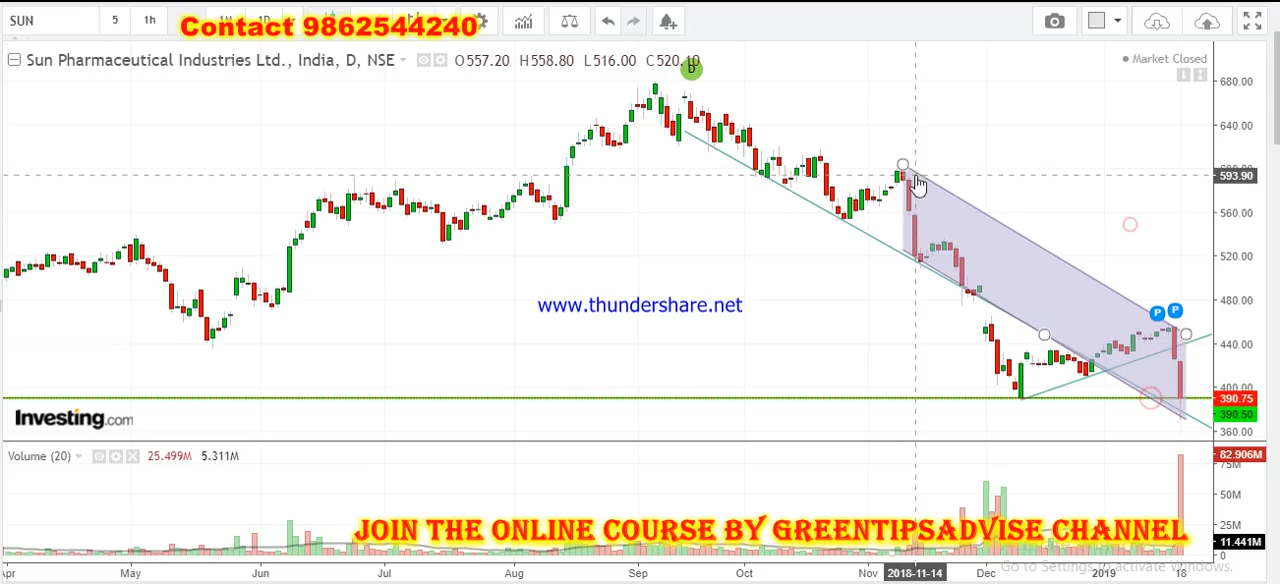 SUN 5 1h 1W 1D
Contact 9862544240
Sun Pharmaceutical Industries Ltd., India, D, NSE O557.20 H558.80 L516.00 C520.10
D
Market Closed
680.00
640.00
593.90
560.00
520.00
www.thundershare.net
480.00
P P
440.00
400.00
390.75
390.50
360.00
Investing.com
Volume (20) 25.499M 5.311M
82.906M
75M
50M
25M
11.441M
0
JOIN THE ONLINE COURSE BY GREENTIPSADVISE CHANNEL
Apr May Jun Jul Aug Sep Oct Nov 2018-11-14 Dec 2019 18
Go to Settings to activate Windows.